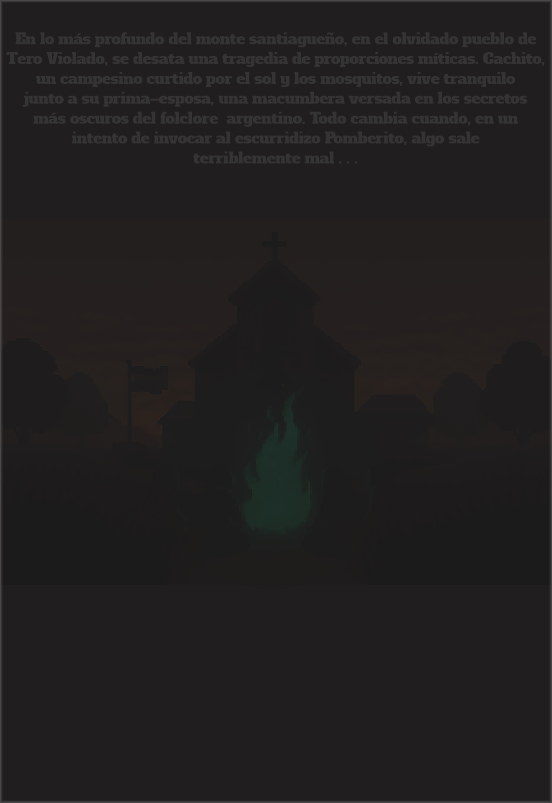 En lo más profundo del monte santiagueño, en el olvidado pueblo de
Tero Violado, se desata una tragedia de proporciones míticas. Cachito,
un campesino curtido por el sol y los mosquitos, vive tranquilo
junto a su prima-esposa, una macumbera versada en los secretos
más oscuros del folclore argentino. Todo cambia cuando, en un
intento de invocar al escurridizo Pomberito, algo sale
terriblemente mal . . .